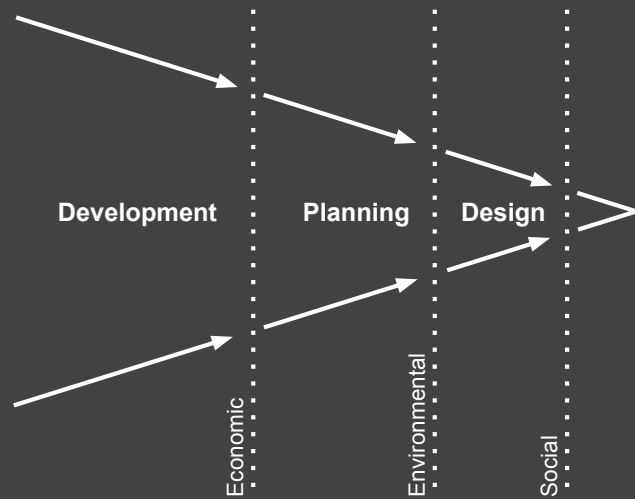 Development
Planning
Design
Economic
Environmental
Social